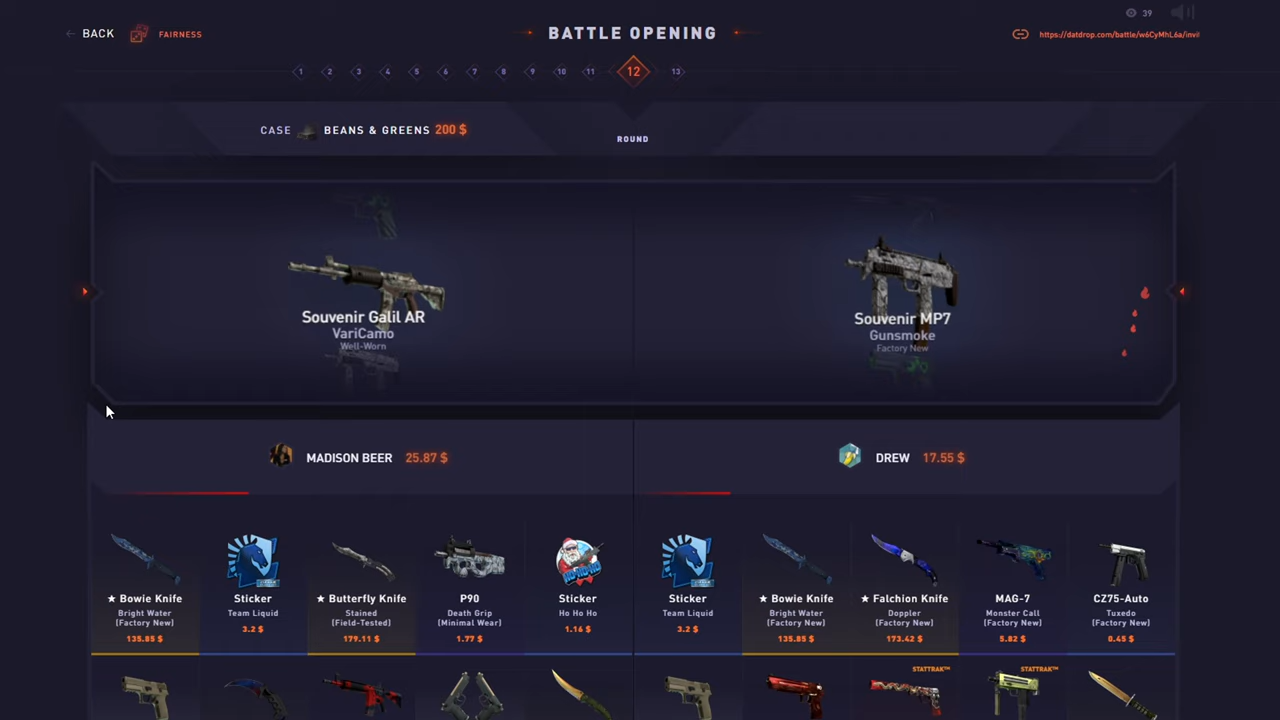 39
← BACK FAIRNESS
BATTLE OPENING
https://datdrop.com/battle/w6CyMhL6a/invi
1 2 3 4 5 6 7 8 9 10 11 12 13
CASE BEANS & GREENS 200 $
ROUND
Souvenir Galil AR
VariCamo
Well-Worn
Souvenir MP7
Gunsmoke
Factory New
MADISON BEER 25.87 $
DREW 17.55 $
★ Bowie Knife
Bright Water
(Factory New)
135.85 $
Sticker
Team Liquid
3.2 $
★ Butterfly Knife
Stained
(Field-Tested)
179.11 $
P90
Death Grip
(Minimal Wear)
1.77 $
Sticker
Ho Ho Ho
1.16 $
Sticker
Team Liquid
3.2 $
★ Bowie Knife
Bright Water
(Factory New)
135.85 $
★ Falchion Knife
Doppler
(Factory New)
173.42 $
MAG-7
Monster Call
(Factory New)
5.82 $
CZ75-Auto
Tuxedo
(Factory New)
0.45 $
STATTRAK™
STATTRAK™